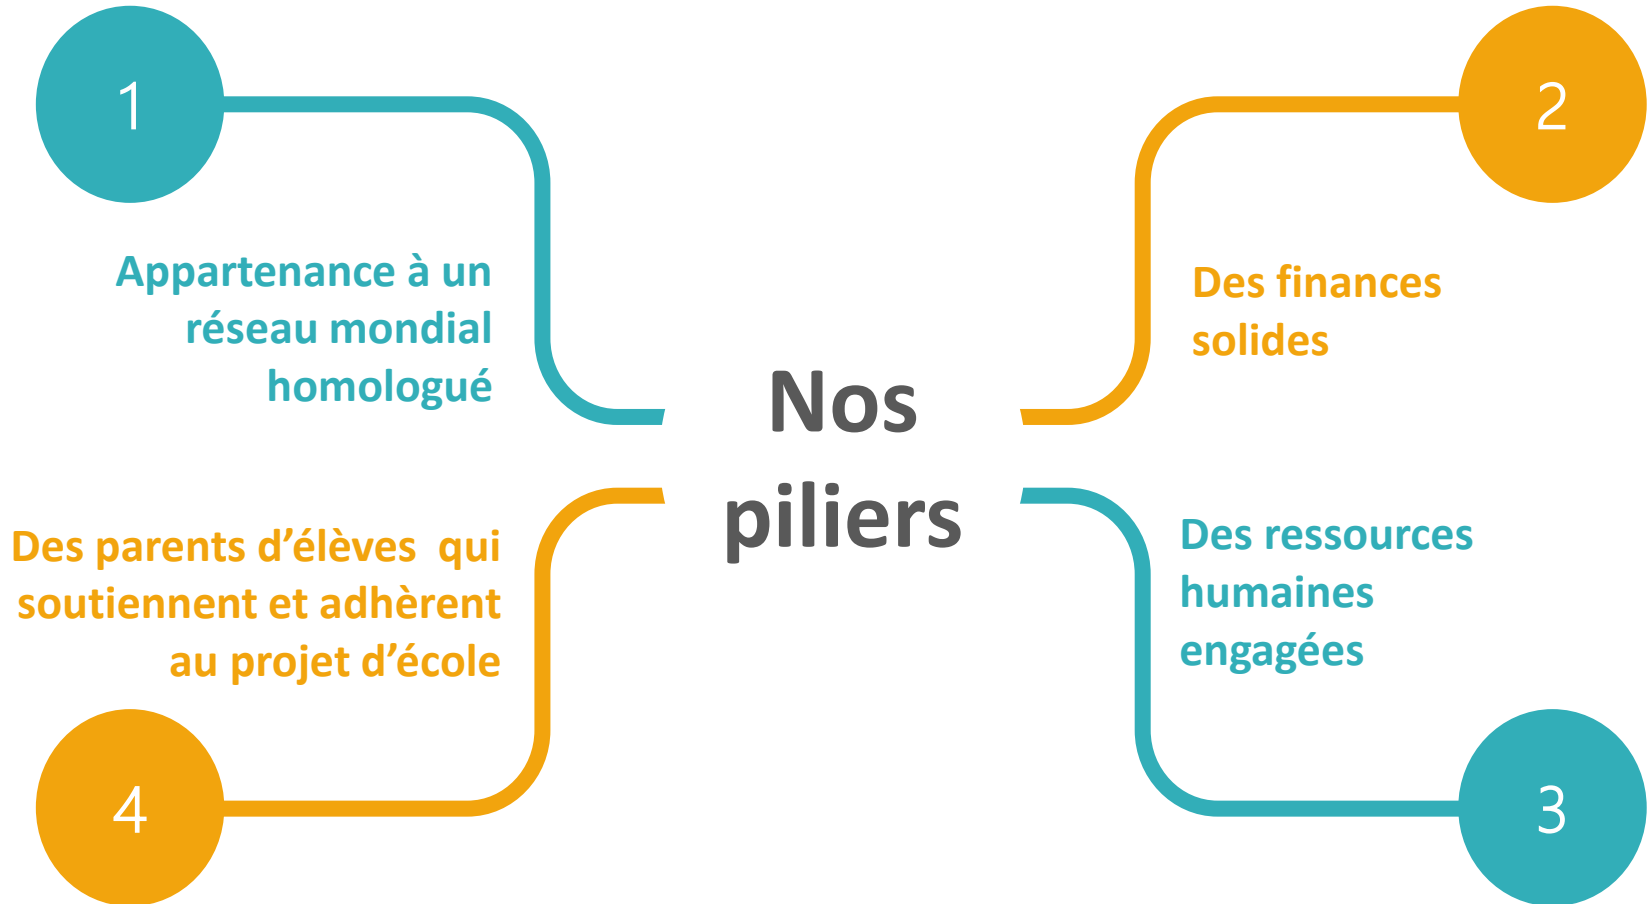 1
Appartenance à un
réseau mondial
homologué
2
Des finances
solides
Nos
piliers
Des ressources
humaines
engagées
3
Des parents d’élèves  qui
soutiennent et adhèrent
au projet d’école
4